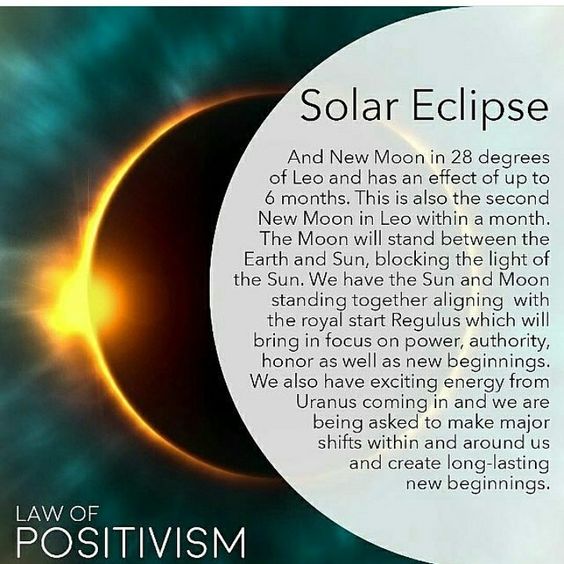 Solar Eclipse
And New Moon in 28 degrees
of Leo and has an effect of up to
6 months. This is also the second
New Moon in Leo within a month.
The Moon will stand between the
Earth and Sun, blocking the light of
the Sun. We have the Sun and Moon
standing together aligning with
the royal start Regulus which will
bring in focus on power, authority,
honor as well as new beginnings.
We also have exciting energy from
Uranus coming in and we are
being asked to make major
shifts within and around us
and create long-lasting
new beginnings.
LAW OF
POSITIVISM